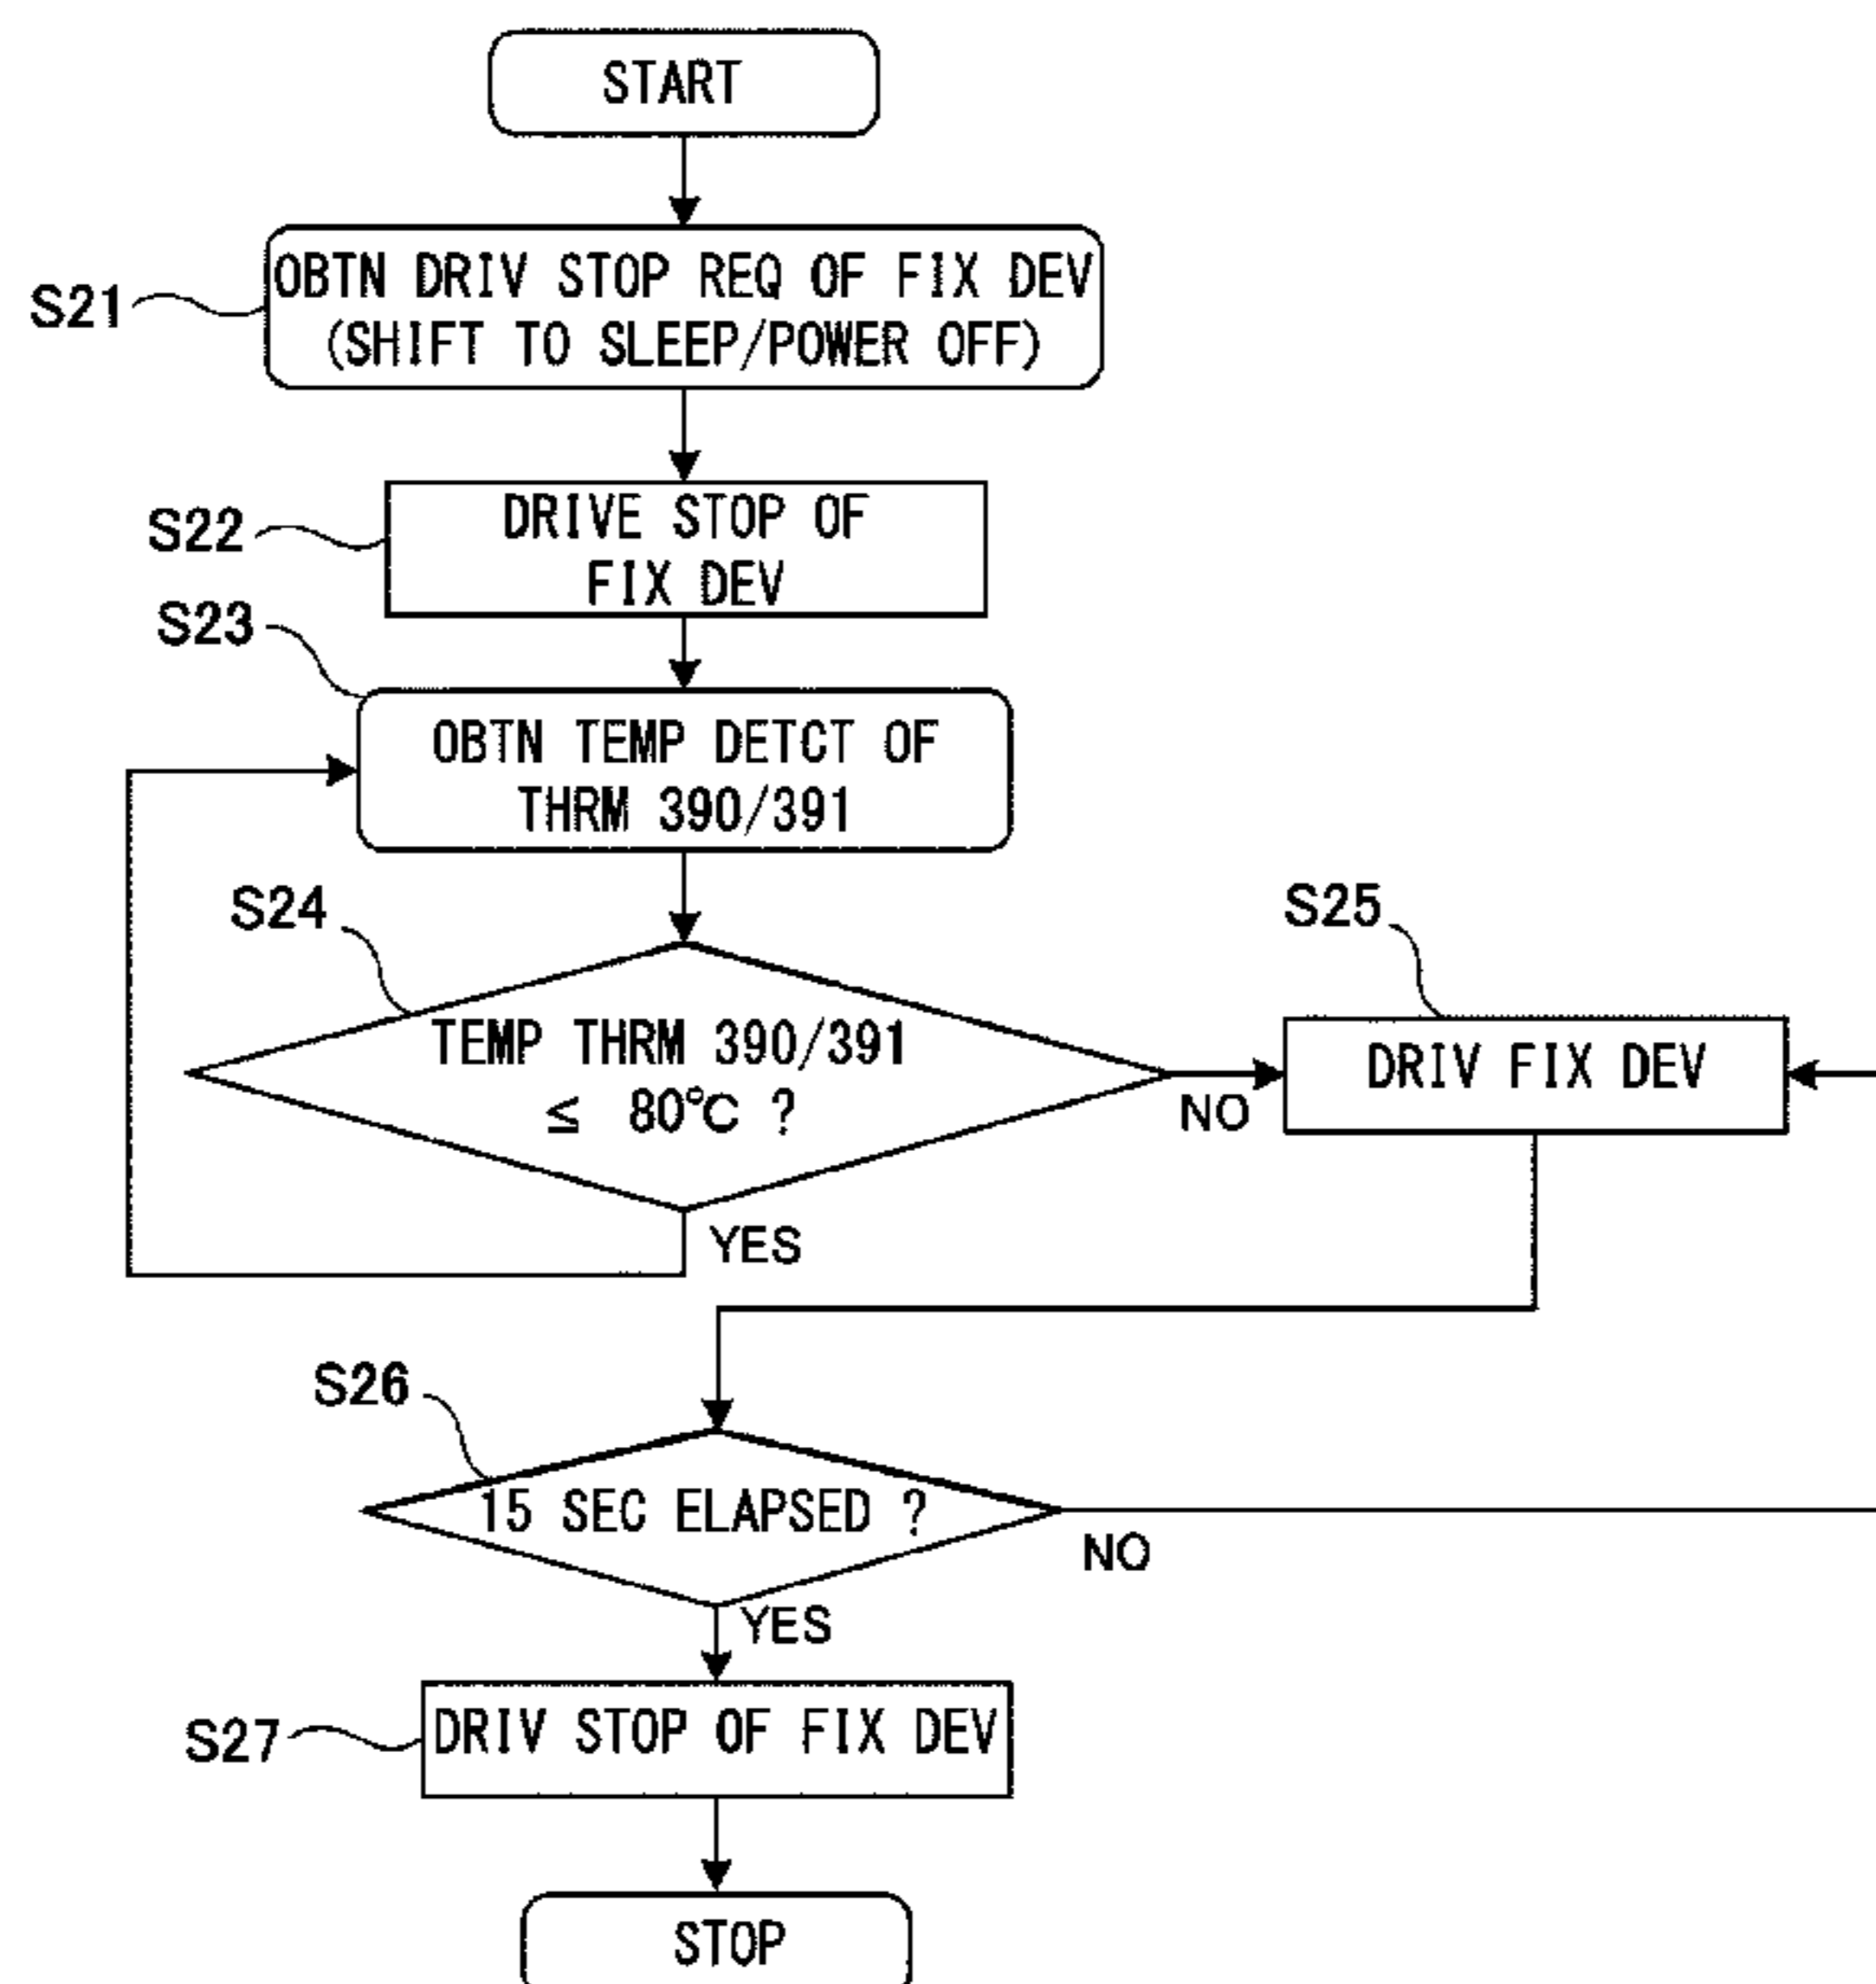 START
S21
OBTN DRIV STOP REQ OF FIX DEV
(SHIFT TO SLEEP/POWER OFF)
S22
DRIVE STOP OF
FIX DEV
S23
OBTN TEMP DETCT OF
THRM 390/391
S24
TEMP THRM 390/391
≤ 80℃ ?
NO
YES
S25
DRIV FIX DEV
S26
15 SEC ELAPSED ?
NO
YES
S27
DRIV STOP OF FIX DEV
STOP